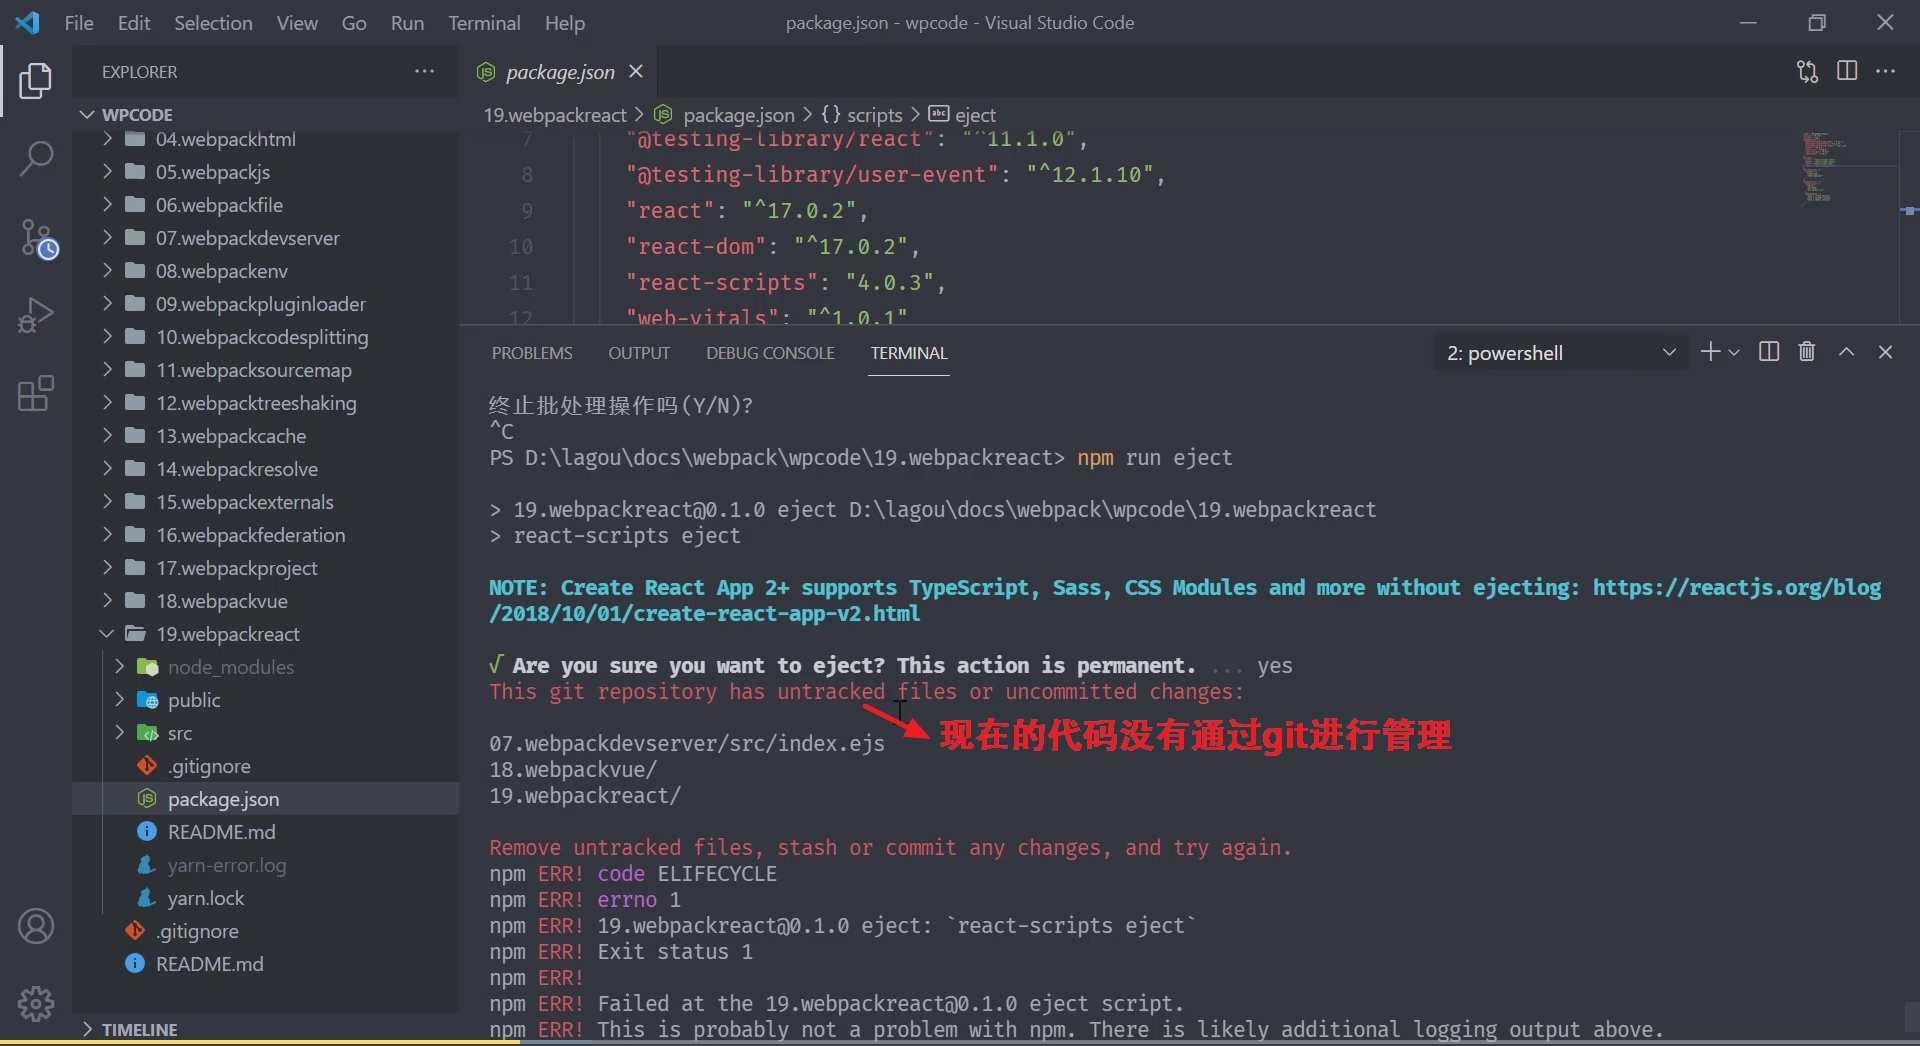 File Edit Selection View Go Run Terminal Help
package.json - wpcode - Visual Studio Code
EXPLORER
WPCODE
04.webpackhtml
05.webpackjs
06.webpackfile
07.webpackdevserver
08.webpackenv
09.webpackpluginloader
10.webpackcodesplitting
11.webpacksourcemap
12.webpacktreeshaking
13.webpackcache
14.webpackresolve
15.webpackexternals
16.webpackfederation
17.webpackproject
18.webpackvue
19.webpackreact
node_modules
public
src
.gitignore
package.json
README.md
yarn-error.log
yarn.lock
.gitignore
README.md
TIMELINE
package.json
19.webpackreact > package.json > {} scripts > abc eject
7 "@testing-library/react": "^11.1.0",
8 "@testing-library/user-event": "^12.1.10",
9 "react": "^17.0.2",
10 "react-dom": "^17.0.2",
11 "react-scripts": "4.0.3",
12 "web-vitals": "^1.0.1"
PROBLEMS OUTPUT DEBUG CONSOLE TERMINAL
2: powershell
终止批处理操作吗(Y/N)?
^C
PS D:\lagou\docs\webpack\wpcode\19.webpackreact> npm run eject
> 19.webpackreact@0.1.0 eject D:\lagou\docs\webpack\wpcode\19.webpackreact
> react-scripts eject
NOTE: Create React App 2+ supports TypeScript, Sass, CSS Modules and more without ejecting: https://reactjs.org/blog
/2018/10/01/create-react-app-v2.html
√ Are you sure you want to eject? This action is permanent. ... yes
This git repository has untracked files or uncommitted changes:
现在的代码没有通过git进行管理
07.webpackdevserver/src/index.ejs
18.webpackvue/
19.webpackreact/
Remove untracked files, stash or commit any changes, and try again.
npm ERR! code ELIFECYCLE
npm ERR! errno 1
npm ERR! 19.webpackreact@0.1.0 eject: `react-scripts eject`
npm ERR! Exit status 1
npm ERR!
npm ERR! Failed at the 19.webpackreact@0.1.0 eject script.
npm ERR! This is probably not a problem with npm. There is likely additional logging output above.